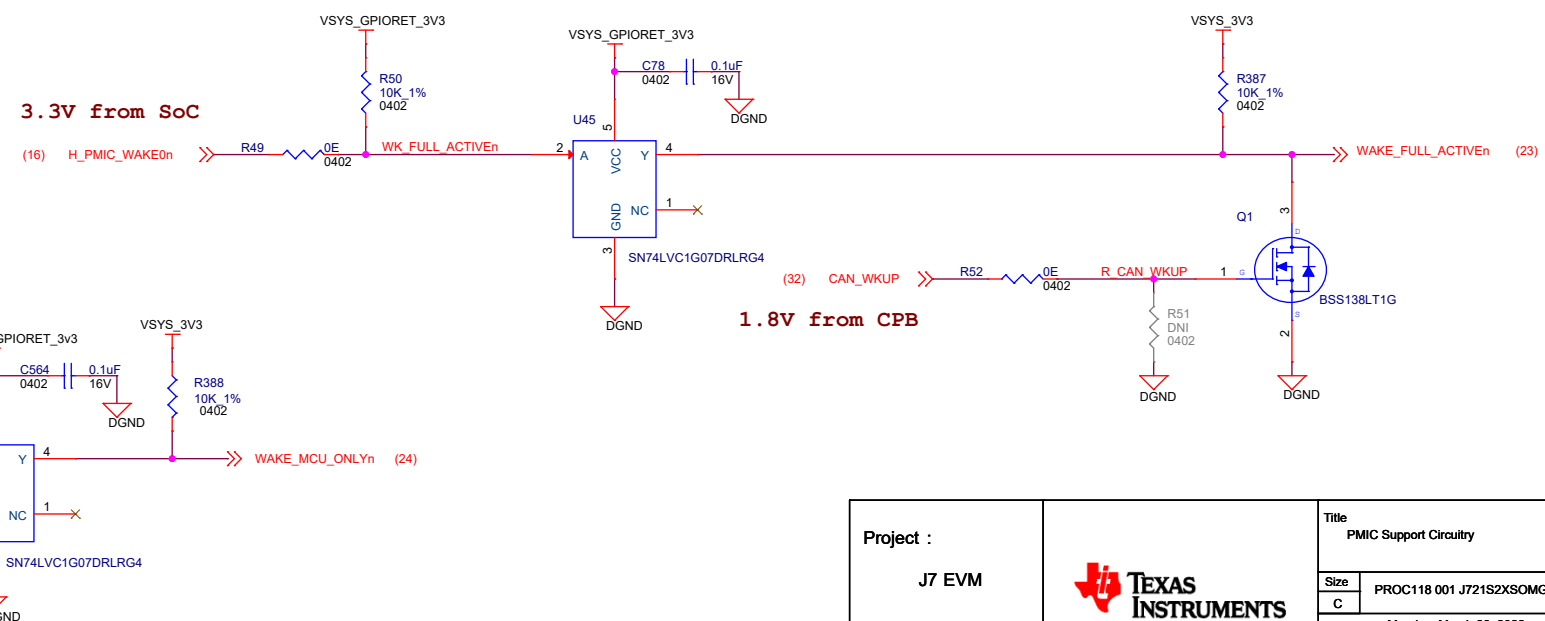 VSYS_GPIORET_3V3
VSYS_GPIORET_3V3
VSYS_3V3
C78
0402
0.1uF
16V
DGND
R50
10K_1%
0402
R387
10K_1%
0402
3.3V from SoC
U45
5
(16) H_PMIC_WAKE0n
R49
0E
0402
WK_FULL_ACTIVEn
2
A
VCC
Y
4
WAKE_FULL_ACTIVEn (23)
GND
NC
1
3
SN74LVC1G07DRLRG4
DGND
Q1
3
D
(32) CAN_WKUP
R52
0E
0402
R_CAN_WKUP
1
G
S
BSS138LT1G
2
1.8V from CPB
R51
DNI
0402
DGND
DGND
GPIORET_3v3
VSYS_3V3
C564
0402
0.1uF
16V
DGND
R388
10K_1%
0402
Y
4
WAKE_MCU_ONLYn (24)
NC
1
SN74LVC1G07DRLRG4
Project :
J7 EVM
TEXAS
INSTRUMENTS
Title
PMIC Support Circuitry
Size
C
PROC118 001 J721S2XSOMG